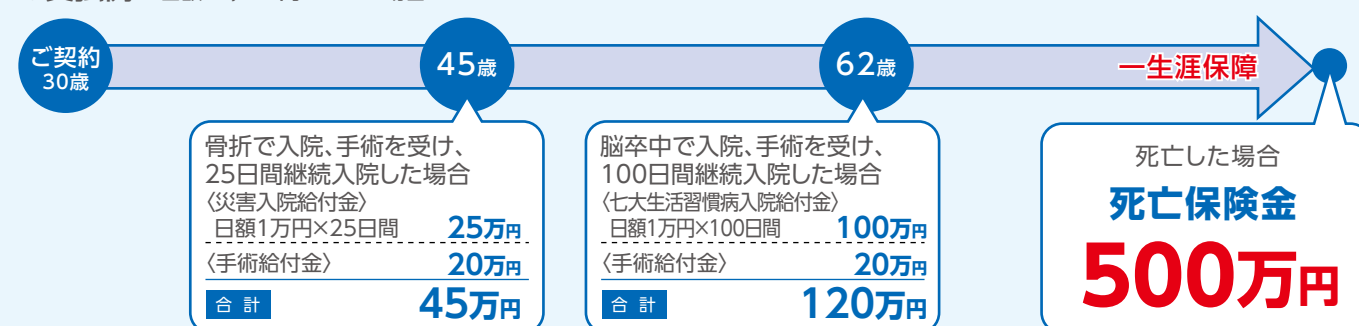 ご契約
30歳
45歳
62歳
一生涯保障
骨折で入院、手術を受け、
25日間継続入院した場合
〈災害入院給付金〉
日額1万円×25日間 25万円
〈手術給付金〉 20万円
合計 45万円
脳卒中で入院、手術を受け、
100日間継続入院した場合
〈七大生活習慣病入院給付金〉
日額1万円×100日間 100万円
〈手術給付金〉 20万円
合計 120万円
死亡した場合
死亡保険金
500万円